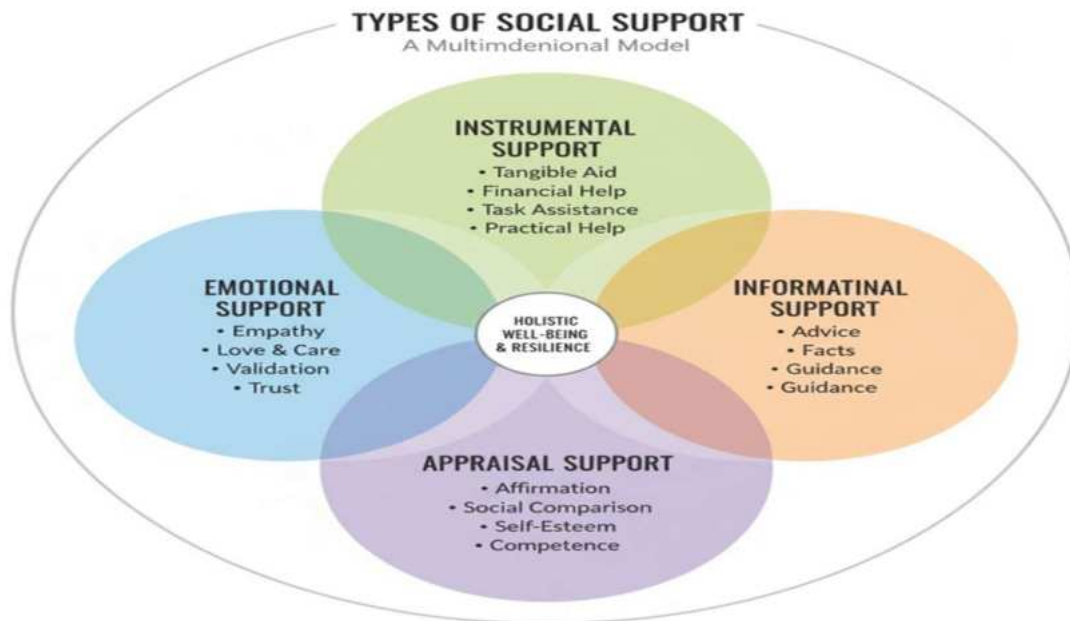 TYPES OF SOCIAL SUPPORT
A Multimdenional Model
INSTRUMENTAL
SUPPORT
• Tangible Aid
• Financial Help
• Task Assistance
• Practical Help
EMOTIONAL
SUPPORT
• Empathy
• Love & Care
• Validation
• Trust
HOLISTIC
WELL-BEING
& RESILIENCE
INFORMATINAL
SUPPORT
• Advice
• Facts
• Guidance
• Guidance
APPRAISAL SUPPORT
• Affirmation
• Social Comparison
• Self-Esteem
• Competence